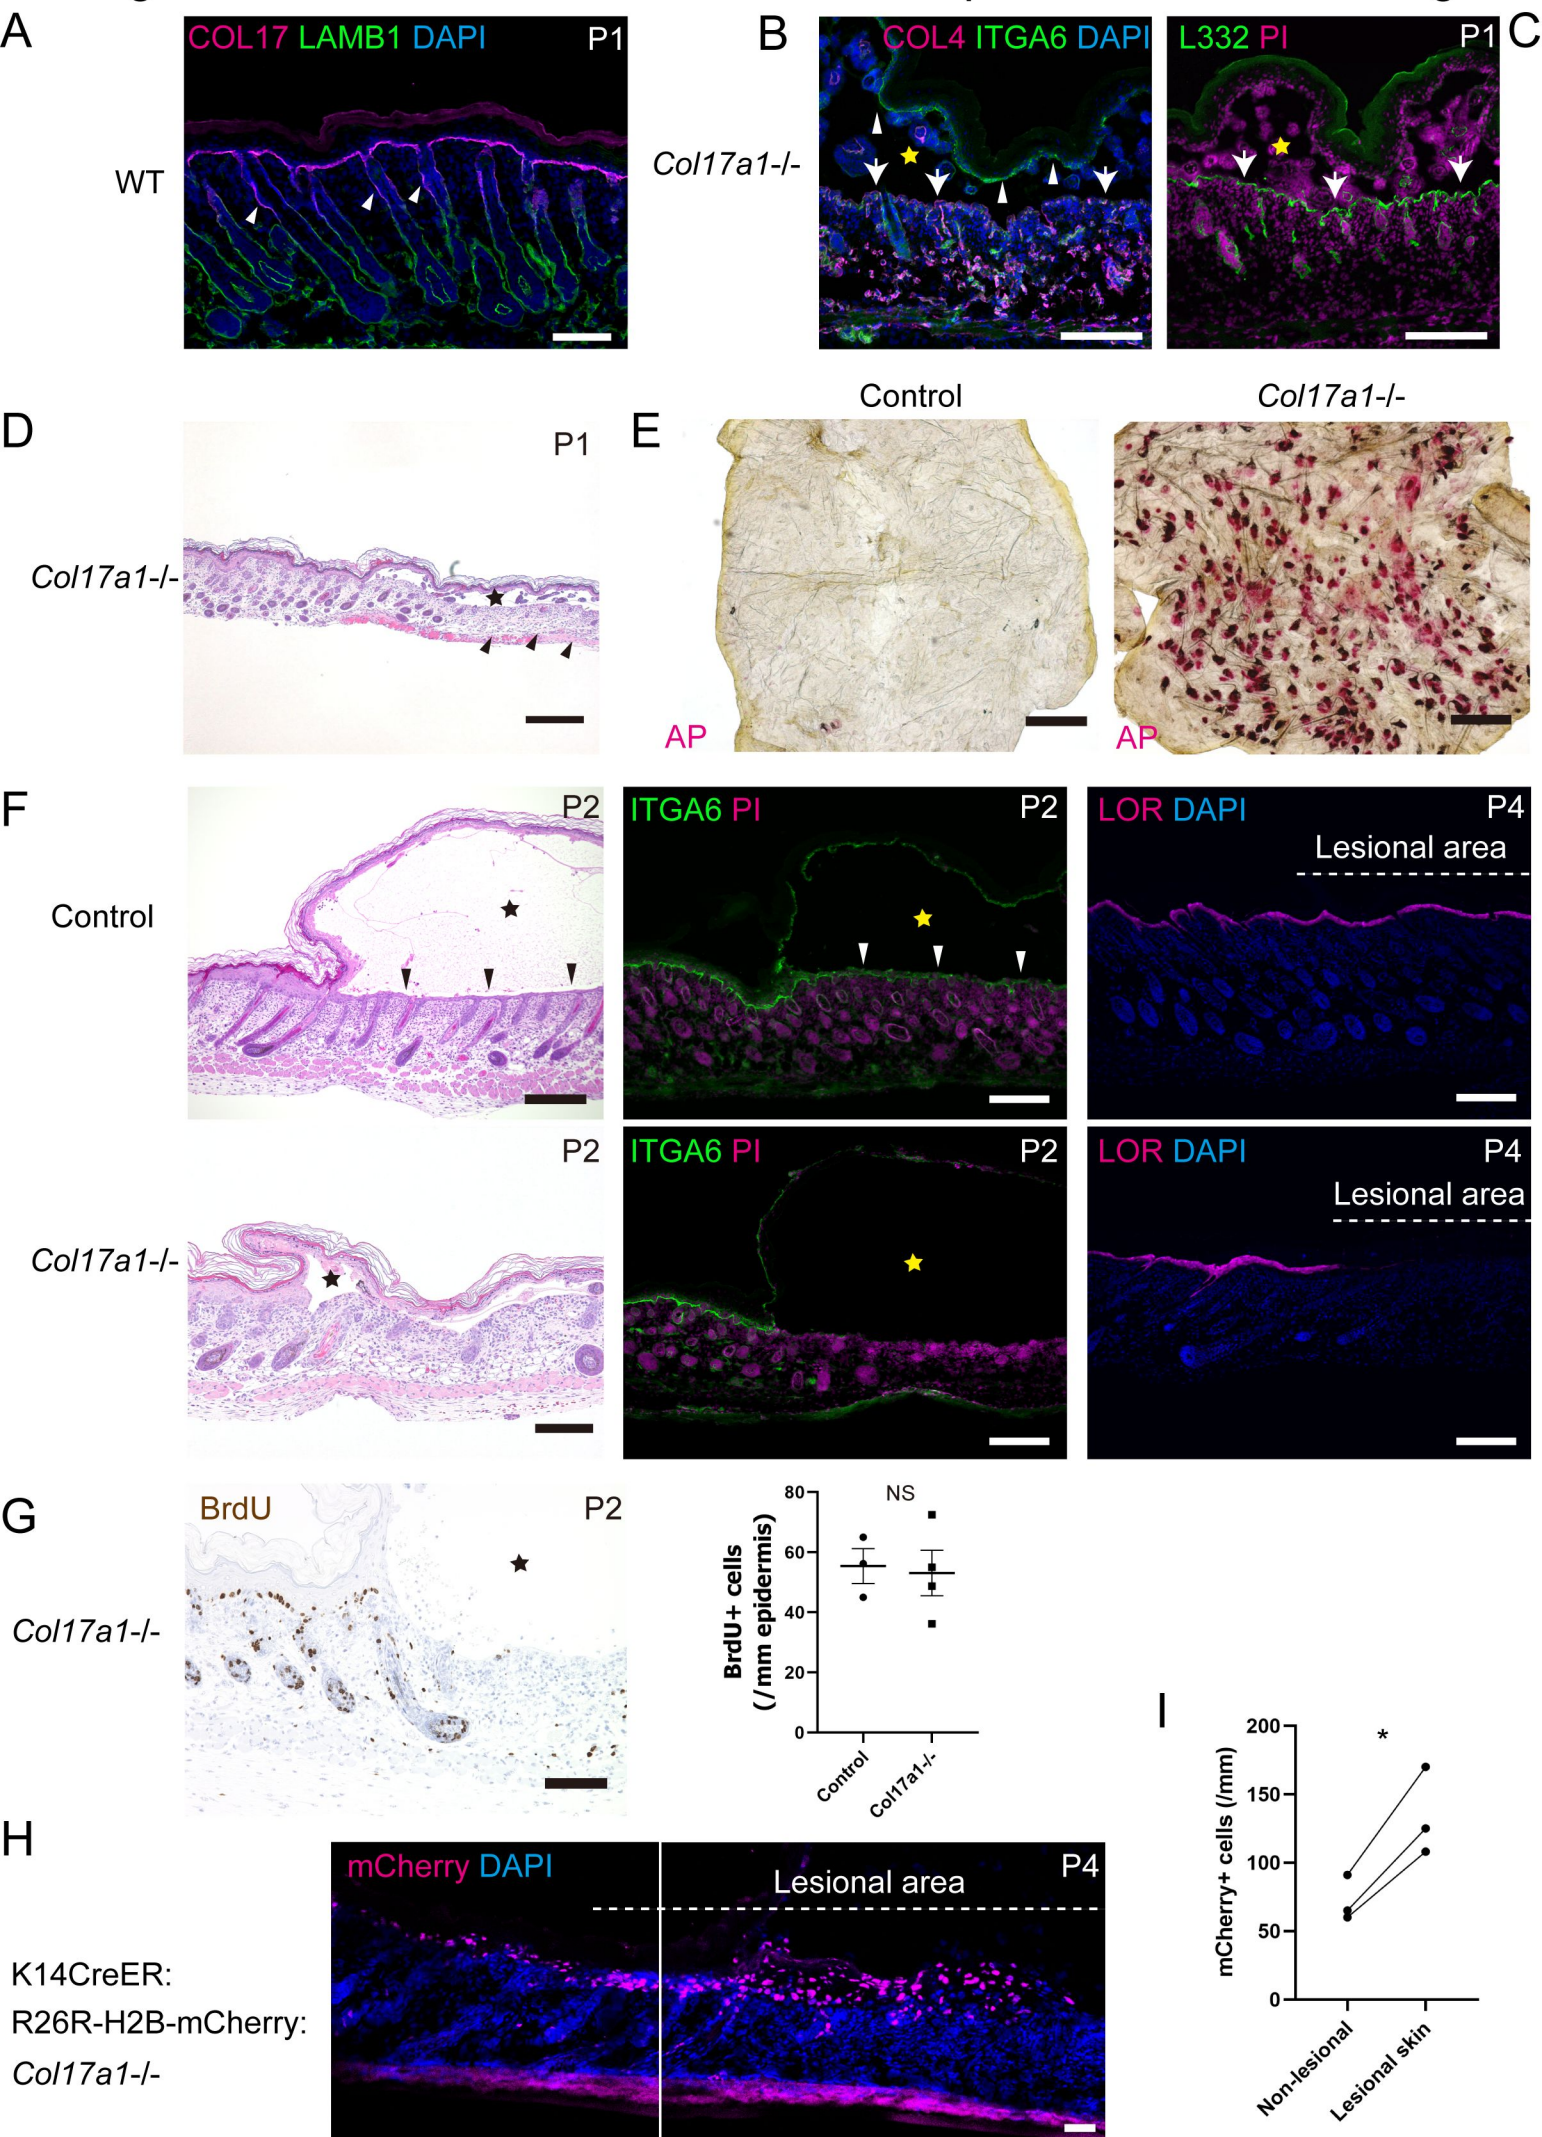 A
COL17 LAMB1 DAPI
P1
WT
B
COL4 ITGA6 DAPI
Col17a1-/-
L332 PI
P1
C
D
P1
Col17a1-/-
E
Control
AP
Col17a1-/-
AP
F
Control
P2
ITGA6 PI
P2
LOR DAPI
P4
Lesional area
Col17a1-/-
P2
ITGA6 PI
P2
LOR DAPI
P4
Lesional area
G
Col17a1-/-
BrdU
P2
BrdU+ cells
(/mm epidermis)
80
60
40
20
0
NS
Control
Col17a1-/-
H
K14CreER:
R26R-H2B-mCherry:
Col17a1-/-
mCherry DAPI
Lesional area
P4
I
mCherry+ cells (/mm)
200
150
100
50
0
*
Non-lesional
Lesional skin